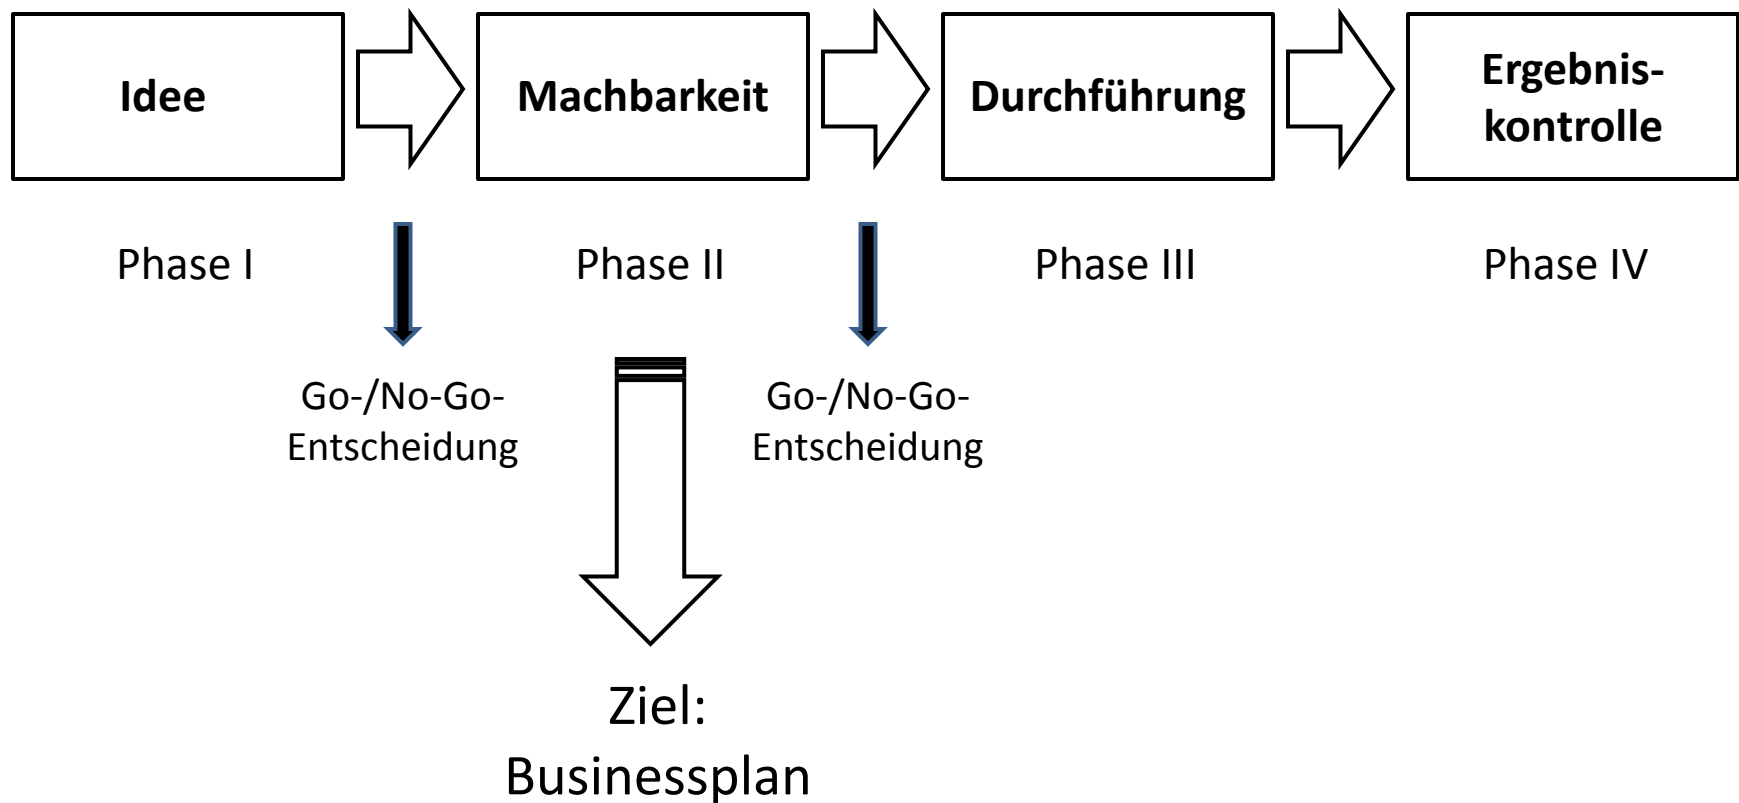 Idee
Machbarkeit
Durchführung
Ergebnis-
kontrolle
Phase I
Phase II
Phase III
Phase IV
Go-/No-Go-
Entscheidung
Go-/No-Go-
Entscheidung
Ziel:
Businessplan